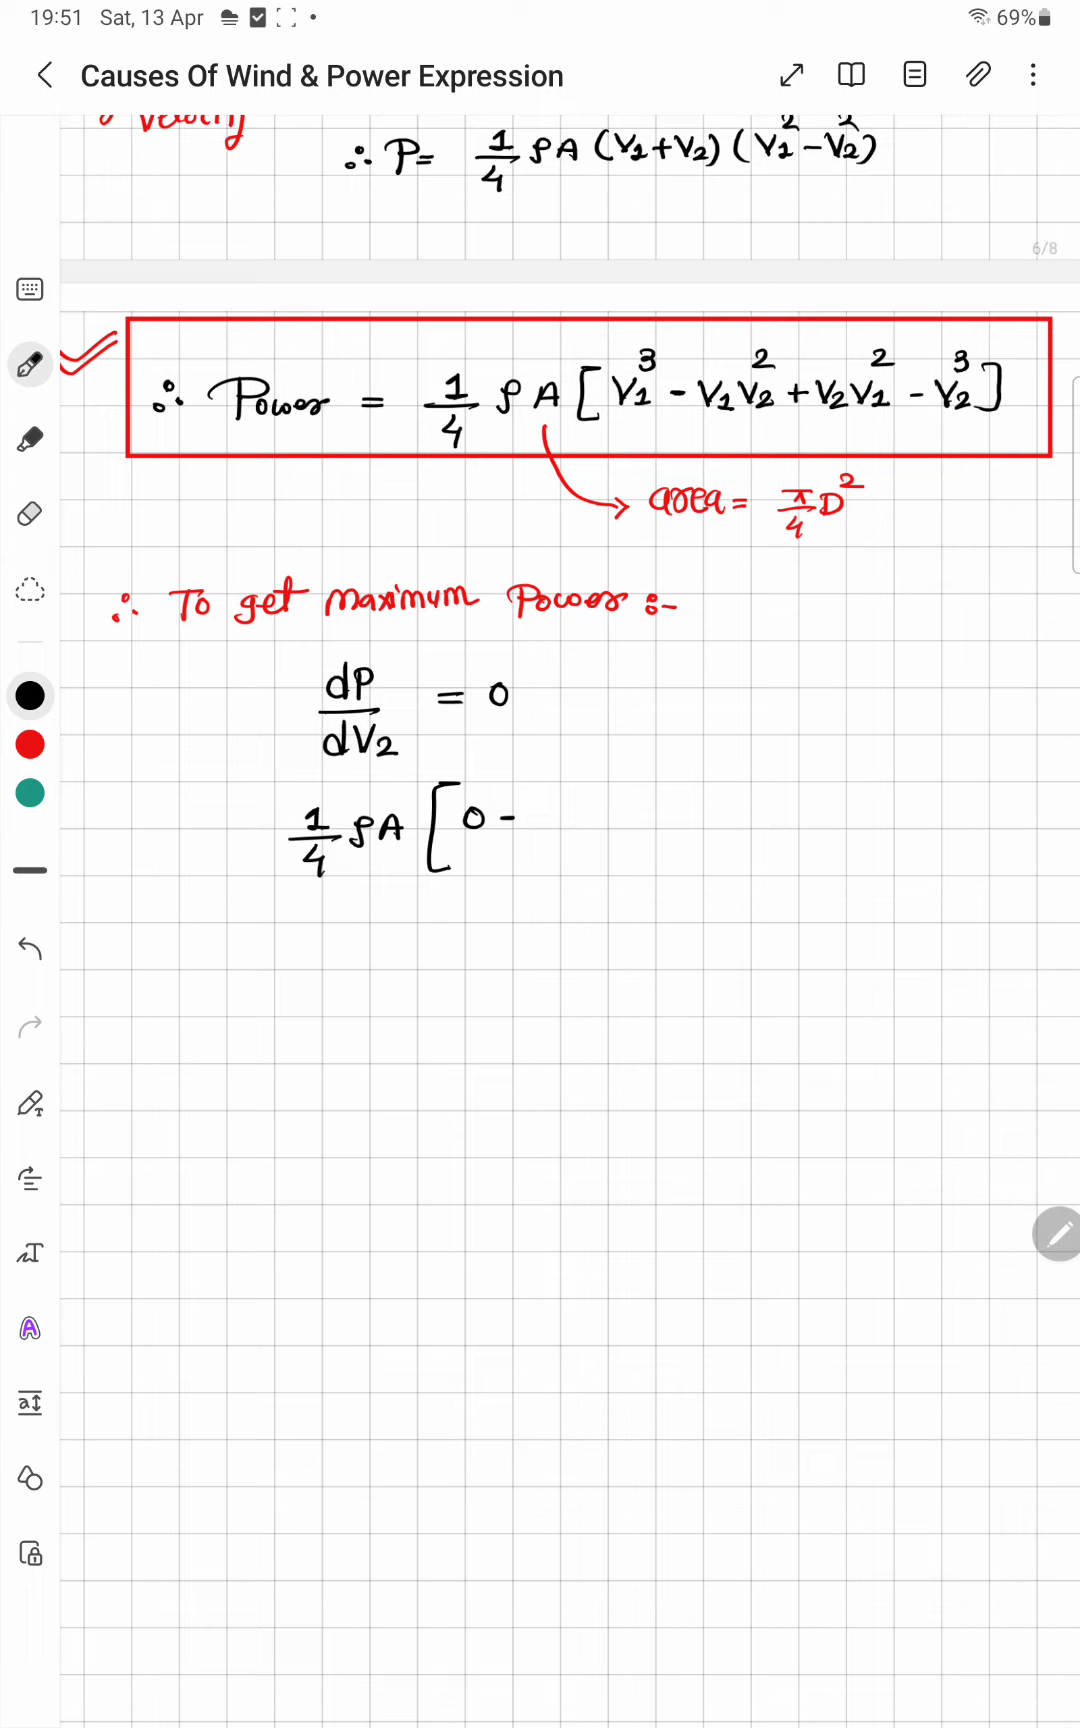 19:51 Sat, 13 Apr
69%
Causes Of Wind & Power Expression
velocity
∴ P= 1/4 ρA (V1+V2) (V1²-V2²)
6/8
∴ Power = 1/4 ρA [V1³ - V1V2² + V2V1² - V2³]
area = π/4 D²
∴ To get maximum Power :-
dP/dV2 = 0
1/4 ρA [ 0 -